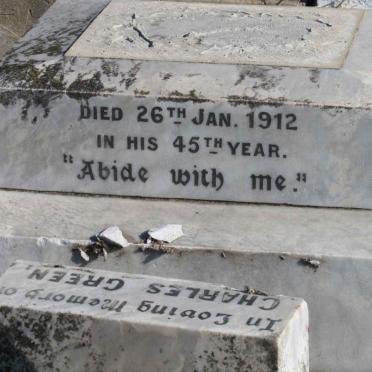 DIED 26TH JAN. 1912
IN HIS 45TH YEAR.
"Abide with me."
In Loving Memory of
CHARLES GREEN